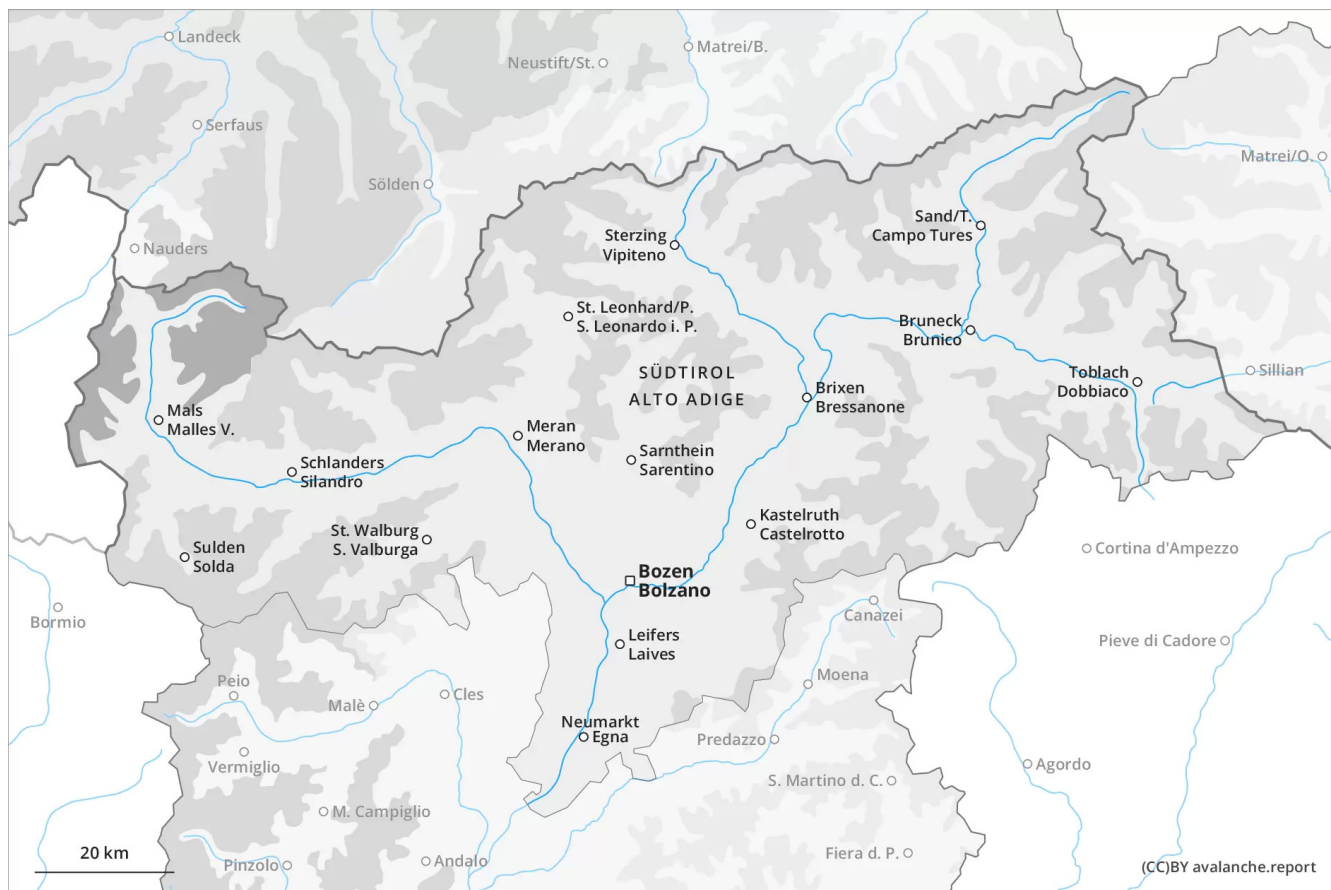 Landeck
Matrei/B.
Neustift/St.
Serfaus
Matrei/O.
Sölden
Sand/T.
Campo Tures
Sterzing
Vipiteno
Nauders
St. Leonhard/P.
S. Leonardo i. P.
Bruneck
Brunico
SÜDTIROL
ALTO ADIGE
Toblach
Dobbiaco
Sillian
Brixen
Bressanone
Mals
Malles V.
Meran
Merano
Sarnthein
Sarentino
Schlanders
Silandro
Kastelruth
Castelrotto
St. Walburg
S. Valburga
Sulden
Solda
Cortina d'Ampezzo
Bozen
Bolzano
Bormio
Canazei
Leifers
Laives
Pieve di Cadore
Peio
Moena
Cles
Malè
Neumarkt
Egna
Predazzo
Vermiglio
Agordo
S. Martino d. C.
M. Campiglio
20 km
Fiera d. P.
Andalo
Pinzolo
(CC)BY avalanche.report